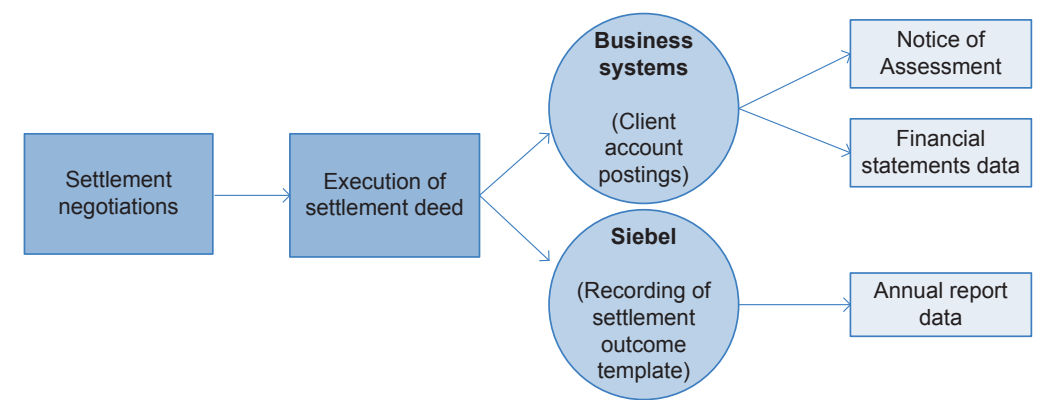 Settlement
negotiations
Execution of
settlement deed
Business
systems
(Client
account
postings)
Siebel
(Recording of
settlement
outcome
template)
Notice of
Assessment
Financial
statements data
Annual report
data